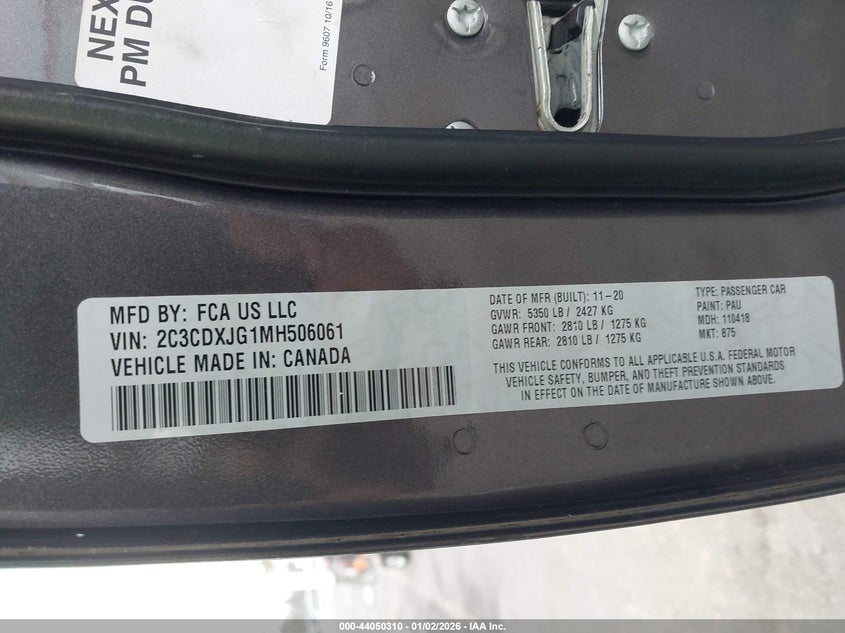 NEX
PM DU
Form 9607 10/16
MFD BY: FCA US LLC
VIN: 2C3CDXJG1MH506061
VEHICLE MADE IN: CANADA
DATE OF MFR (BUILT): 11-20
GVWR: 5350 LB / 2427 KG
GAWR FRONT: 2810 LB / 1275 KG
GAWR REAR: 2810 LB / 1275 KG
TYPE: PASSENGER CAR
PAINT: PAU
MDH: 110418
MKT: 875
THIS VEHICLE CONFORMS TO ALL APPLICABLE U.S.A. FEDERAL MOTOR
VEHICLE SAFETY, BUMPER, AND THEFT PREVENTION STANDARDS
IN EFFECT ON THE DATE OF MANUFACTURE SHOWN ABOVE.
000-44050310 - 01/02/2026 - IAA Inc.